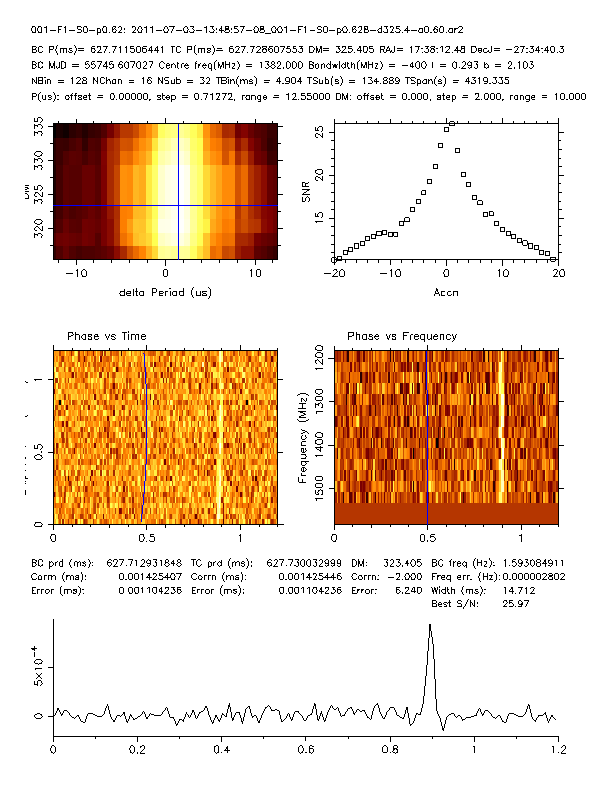 001-F1-S0-p0.62: 2011-07-03-13:48:57-08_001-F1-S0-p0.628-d325.4-a0.60.ar2
BC P(ms)= 627.711506441 TC P(ms)= 627.728607553 DM= 325.405 RAJ= 17:38:12.48 DecJ= -27:34:40.3
BC MJD = 55745.607027 Centre freq(MHz) = 1382.000 Bandwidth(MHz) = -400 l = 0.293 b = 2.103
NBin = 128 NChan = 16 NSub = 32 TBin(ms) = 4.904 TSub(s) = 134.889 TSpan(s) = 4319.335
P(us): offset = 0.00000, step = 0.71272, range = 12.55000 DM: offset = 0.000, step = 2.000, range = 10.000
335
330
325
320
DM
-10 0 10
delta Period (us)
25
20
15
SNR
-20 -10 0 10 20
Accn
Phase vs Time
1
0.5
0
0 0.5 1
Phase vs Frequency
1200
1300
1400
1500
Frequency (MHz)
0 0.5 1
BC prd (ms): 627.712931848 TC prd (ms): 627.730032999 DM: 323.405 BC freq (Hz): 1.593084911
Corrn (ms): 0.001425407 Corrn (ms): 0.001425446 Corrn: -2.000 Freq err. (Hz): 0.000002802
Error (ms): 0.001104236 Error (ms): 0.001104236 Error: 6.240 Width (ms): 14.712
Best S/N: 25.97
5×10-4
0
0 0.2 0.4 0.6 0.8 1 1.2